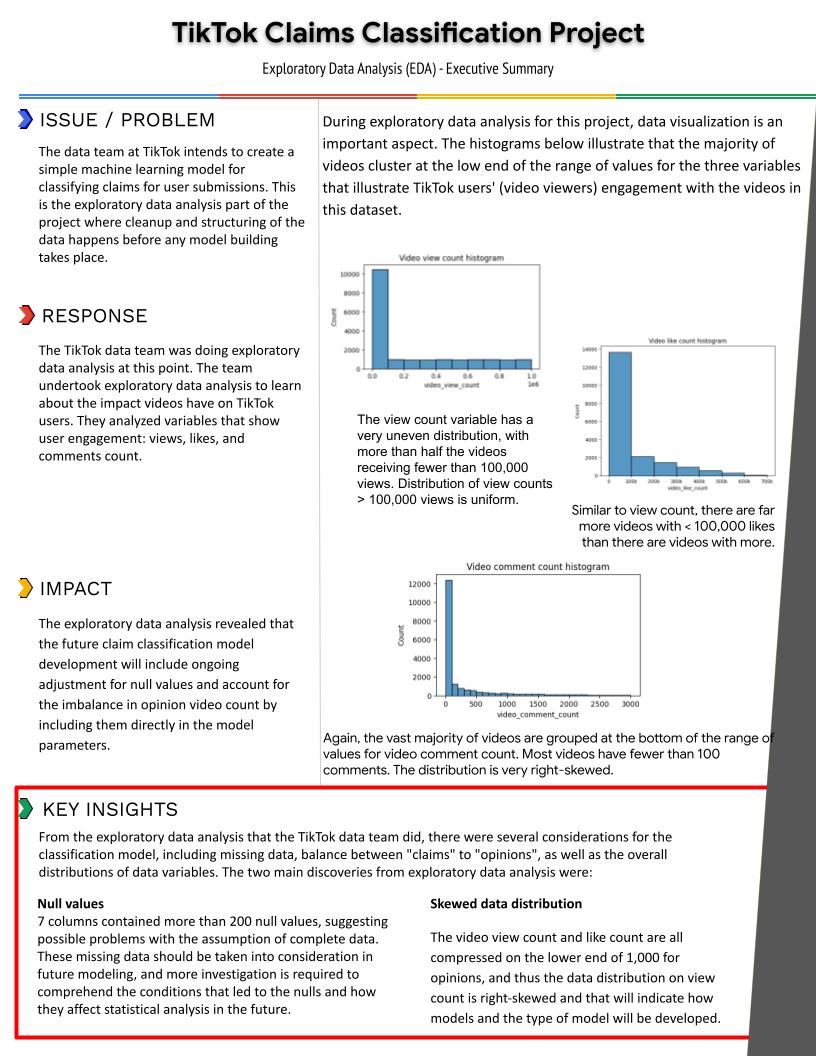 TikTok Claims Classification Project
Exploratory Data Analysis (EDA) - Executive Summary
ISSUE / PROBLEM
The data team at TikTok intends to create a
simple machine learning model for
classifying claims for user submissions. This
is the exploratory data analysis part of the
project where cleanup and structuring of the
data happens before any model building
takes place.
RESPONSE
The TikTok data team was doing exploratory
data analysis at this point. The team
undertook exploratory data analysis to learn
about the impact videos have on TikTok
users. They analyzed variables that show
user engagement: views, likes, and
comments count.
IMPACT
The exploratory data analysis revealed that
the future claim classification model
development will include ongoing
adjustment for null values and account for
the imbalance in opinion video count by
including them directly in the model
parameters.
During exploratory data analysis for this project, data visualization is an
important aspect. The histograms below illustrate that the majority of
videos cluster at the low end of the range of values for the three variables
that illustrate TikTok users' (video viewers) engagement with the videos in
this dataset.
Video view count histogram
10000
8000
6000
4000
2000
0
Count
0.0 0.2 0.4 0.6 0.8 1.0
1e6
video_view_count
The view count variable has a
very uneven distribution, with
more than half the videos
receiving fewer than 100,000
views. Distribution of view counts
> 100,000 views is uniform.
Video like count histogram
14000
12000
10000
8000
6000
4000
2000
0
Count
0 100k 200k 300k 400k 500k 600k 700k
video_like_count
Similar to view count, there are far
more videos with < 100,000 likes
than there are videos with more.
Video comment count histogram
12000
10000
8000
6000
4000
2000
0
Count
0 500 1000 1500 2000 2500 3000
video_comment_count
Again, the vast majority of videos are grouped at the bottom of the range of
values for video comment count. Most videos have fewer than 100
comments. The distribution is very right-skewed.
KEY INSIGHTS
From the exploratory data analysis that the TikTok data team did, there were several considerations for the
classification model, including missing data, balance between "claims" to "opinions", as well as the overall
distributions of data variables. The two main discoveries from exploratory data analysis were:
Null values
7 columns contained more than 200 null values, suggesting
possible problems with the assumption of complete data.
These missing data should be taken into consideration in
future modeling, and more investigation is required to
comprehend the conditions that led to the nulls and how
they affect statistical analysis in the future.
Skewed data distribution
The video view count and like count are all
compressed on the lower end of 1,000 for
opinions, and thus the data distribution on view
count is right-skewed and that will indicate how
models and the type of model will be developed.